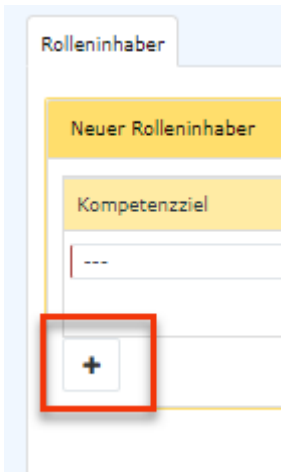 Rolleninhaber
Neuer Rolleninhaber
Kompetenzziel
---
+